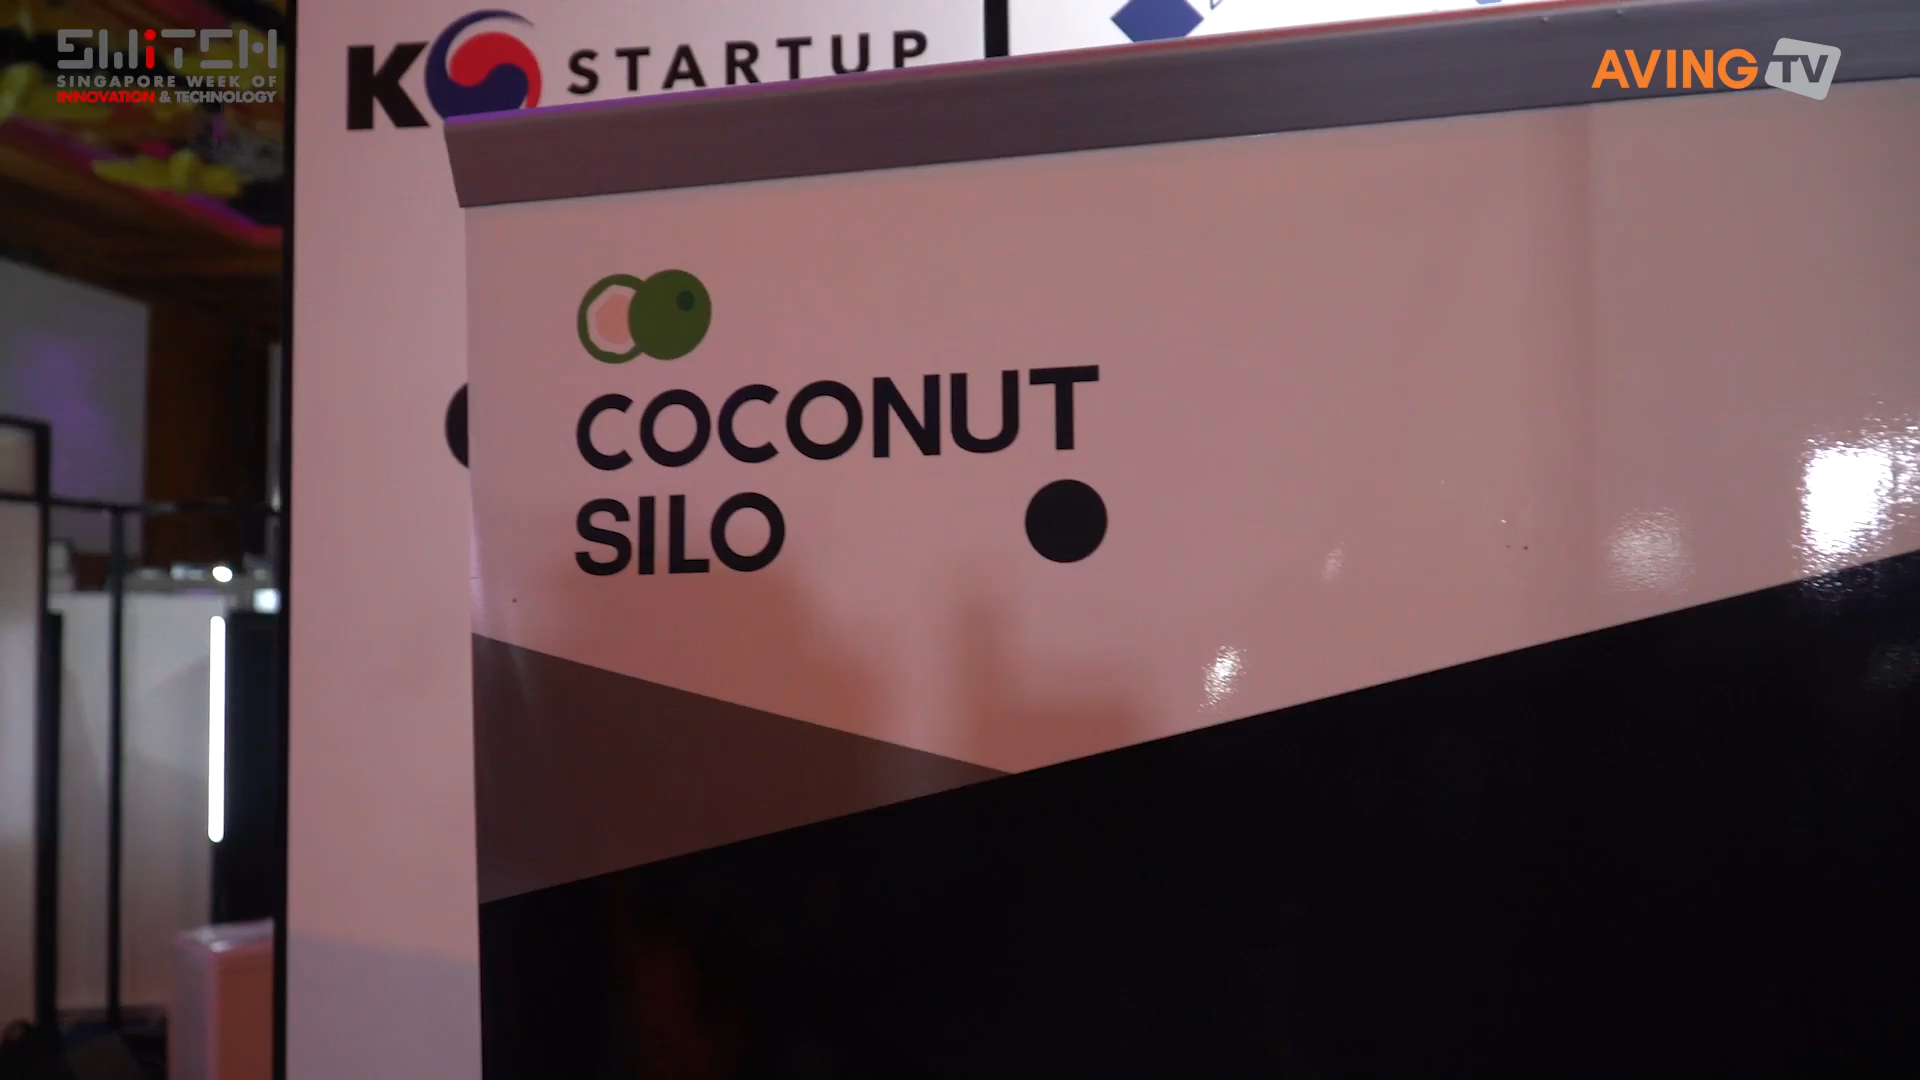 SWiTCH
SINGAPORE WEEK OF
INNOVATION & TECHNOLOGY
K STARTUP
AVING TV
COCONUT
SILO